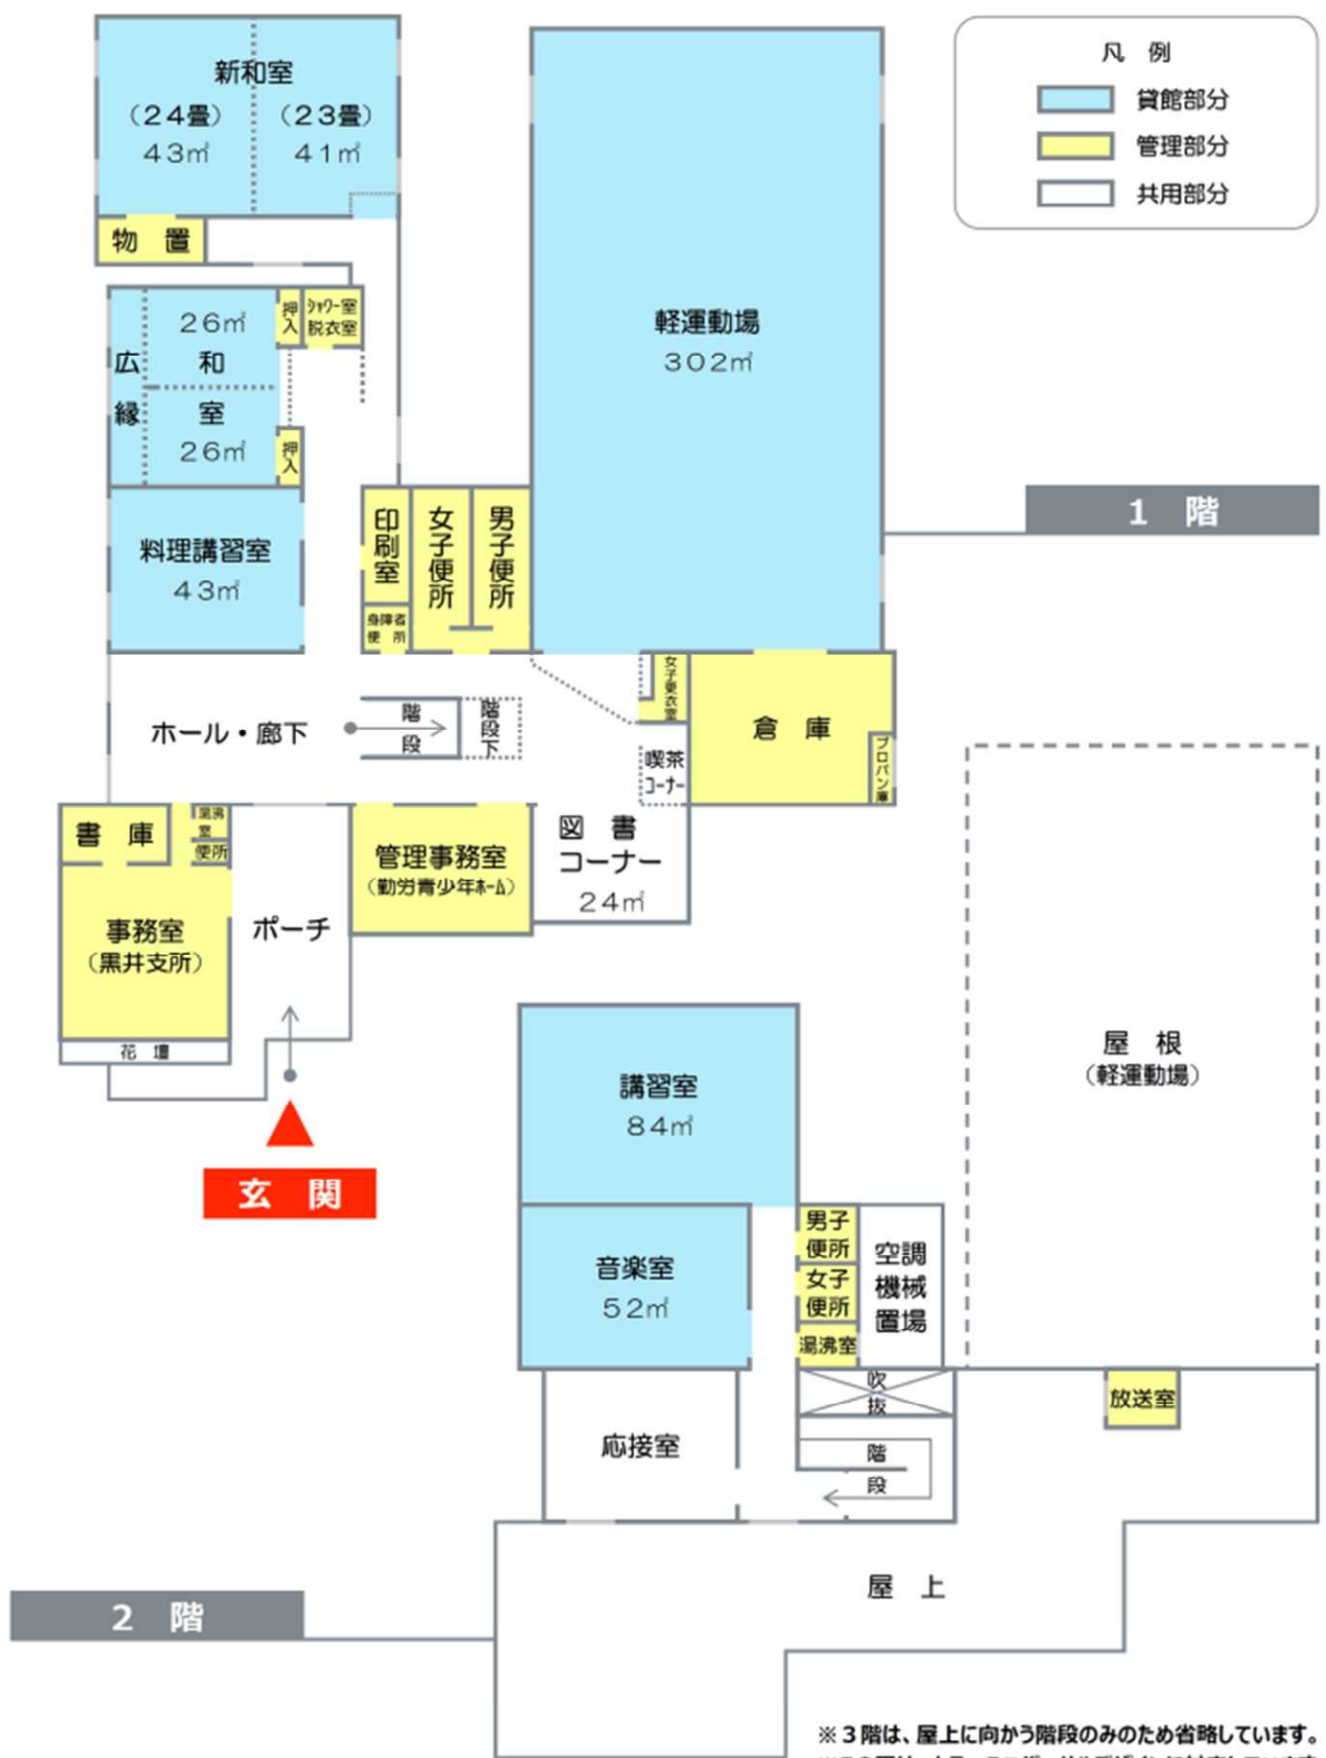 凡 例
貸館部分
管理部分
共用部分
新和室
（２４畳）
４３㎡
（２３畳）
４１㎡
物 置
軽運動場
３０２㎡
広縁
２６㎡
和
室
２６㎡
押入
ｼｬﾜｰ室
脱衣室
押入
料理講習室
４３㎡
印刷室
身障者
便 所
女子便所
男子便所
１ 階
ホール・廊下
階
段
階段下
女子更衣室
喫茶
ｺｰﾅｰ
倉 庫
プロパン庫
書 庫
湯沸
室
便所
事務室
（黒井支所）
花 壇
ポーチ
管理事務室
（勤労青少年ﾎｰﾑ）
図 書
コーナー
２４㎡
玄 関
講習室
８４㎡
音楽室
５２㎡
男子
便所
女子
便所
湯沸室
空調
機械
置場
吹
抜
階
段
応接室
屋 根
（軽運動場）
放送室
屋 上
２ 階
※３階は、屋上に向かう階段のみのため省略しています。